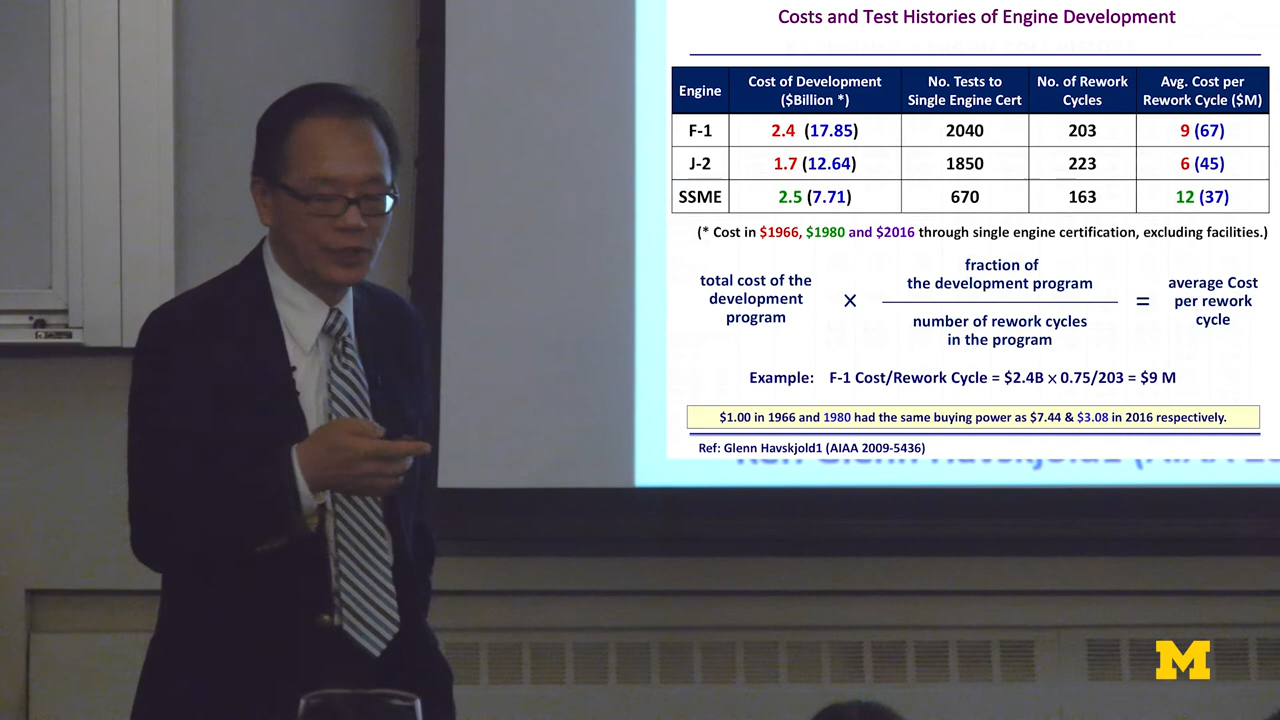 Costs and Test Histories of Engine Development
Engine Cost of Development ($Billion *) No. Tests to Single Engine Cert No. of Rework Cycles Avg. Cost per Rework Cycle ($M)
F-1 2.4 (17.85) 2040 203 9 (67)
J-2 1.7 (12.64) 1850 223 6 (45)
SSME 2.5 (7.71) 670 163 12 (37)
(* Cost in $1966, $1980 and $2016 through single engine certification, excluding facilities.)
total cost of the development program × fraction of the development program / number of rework cycles in the program = average Cost per rework cycle
Example: F-1 Cost/Rework Cycle = $2.4B x 0.75/203 = $9 M
$1.00 in 1966 and 1980 had the same buying power as $7.44 & $3.08 in 2016 respectively.
Ref: Glenn Havskjold1 (AIAA 2009-5436)
M